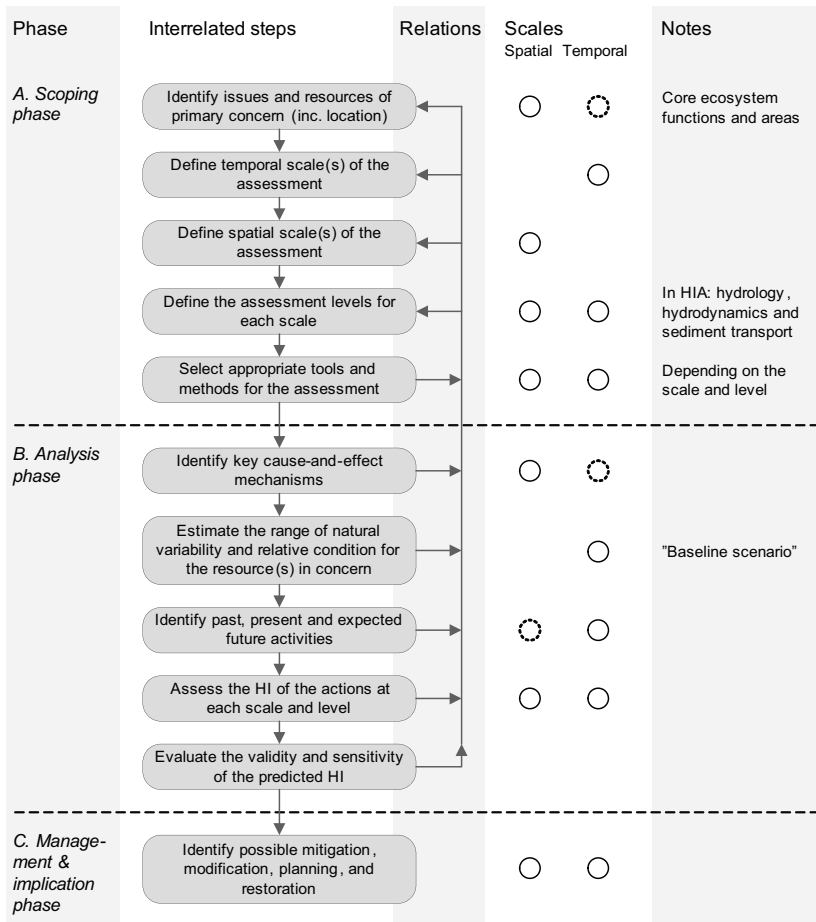 Phase Interrelated steps Relations Scales Notes
Spatial Temporal
A. Scoping
phase
Identify issues and resources of
primary concern (inc. location)
Core ecosystem
functions and areas
Define temporal scale(s) of the
assessment
Define spatial scale(s) of the
assessment
Define the assessment levels for
each scale
In HIA: hydrology,
hydrodynamics and
sediment transport
Select appropriate tools and
methods for the assessment
Depending on the
scale and level
B. Analysis
phase
Identify key cause-and-effect
mechanisms
Estimate the range of natural
variability and relative condition for
the resource(s) in concern
"Baseline scenario"
Identify past, present and expected
future activities
Assess the HI of the actions at
each scale and level
Evaluate the validity and sensitivity
of the predicted HI
C. Manage-
ment &
implication
phase
Identify possible mitigation,
modification, planning, and
restoration